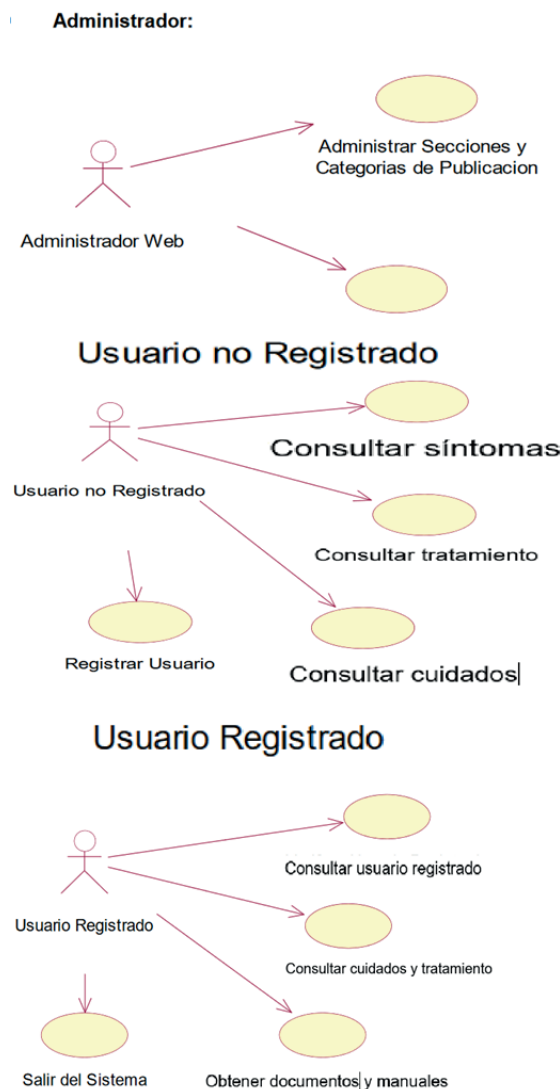 Administrador:
Administrar Secciones y
Categorias de Publicacion
Administrador Web
Usuario no Registrado
Consultar síntomas
Usuario no Registrado
Consultar tratamiento
Registrar Usuario
Consultar cuidados
Usuario Registrado
Consultar usuario registrado
Usuario Registrado
Consultar cuidados y tratamiento
Salir del Sistema
Obtener documentos y manuales